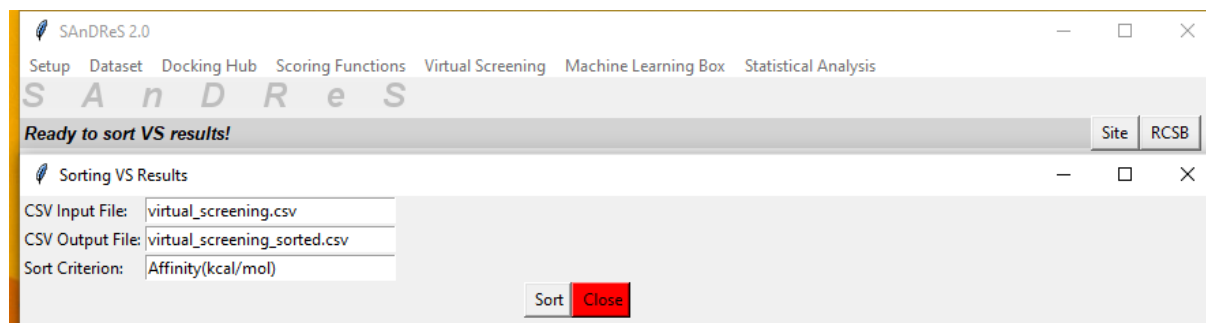 SAnDReS 2.0
Setup Dataset Docking Hub Scoring Functions Virtual Screening Machine Learning Box Statistical Analysis
S A n D R e S
Ready to sort VS results! Site RCSB
Sorting VS Results
CSV Input File: virtual_screening.csv
CSV Output File: virtual_screening_sorted.csv
Sort Criterion: Affinity(kcal/mol)
Sort Close